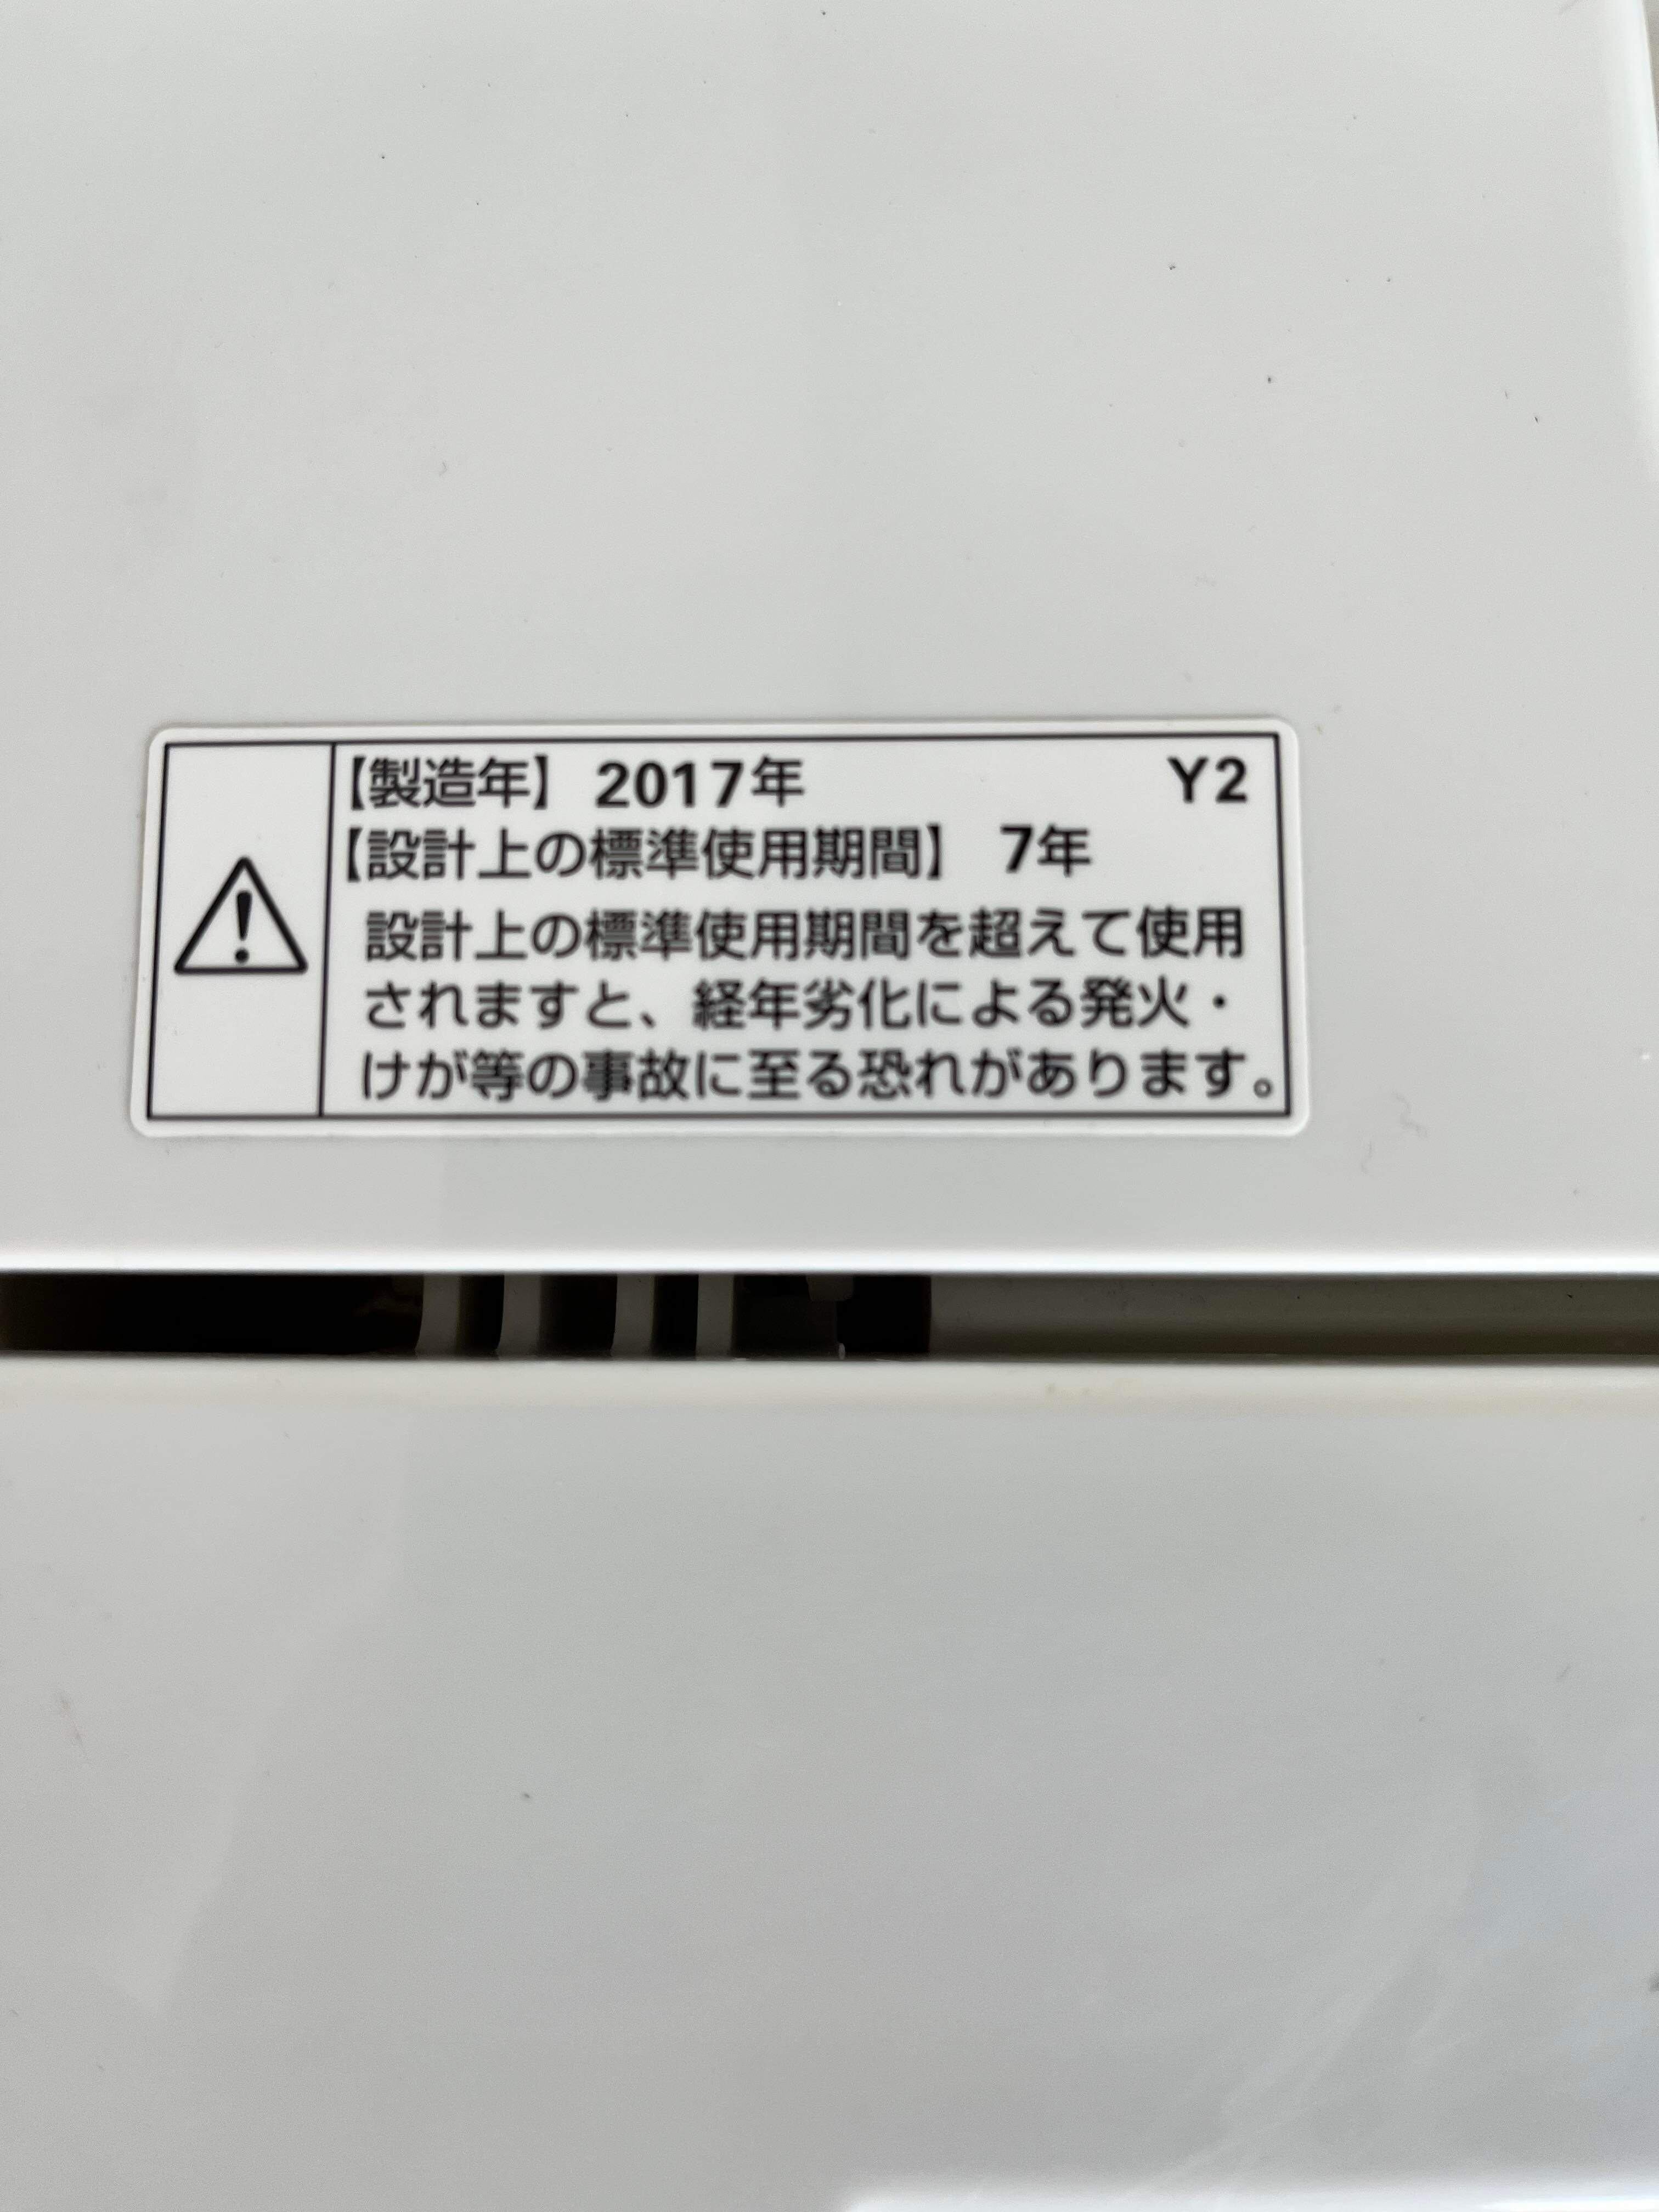 【製造年】 2017年 Y2
【設計上の標準使用期間】 7年
設計上の標準使用期間を超えて使用
されますと、経年劣化による発火・
けが等の事故に至る恐れがあります。